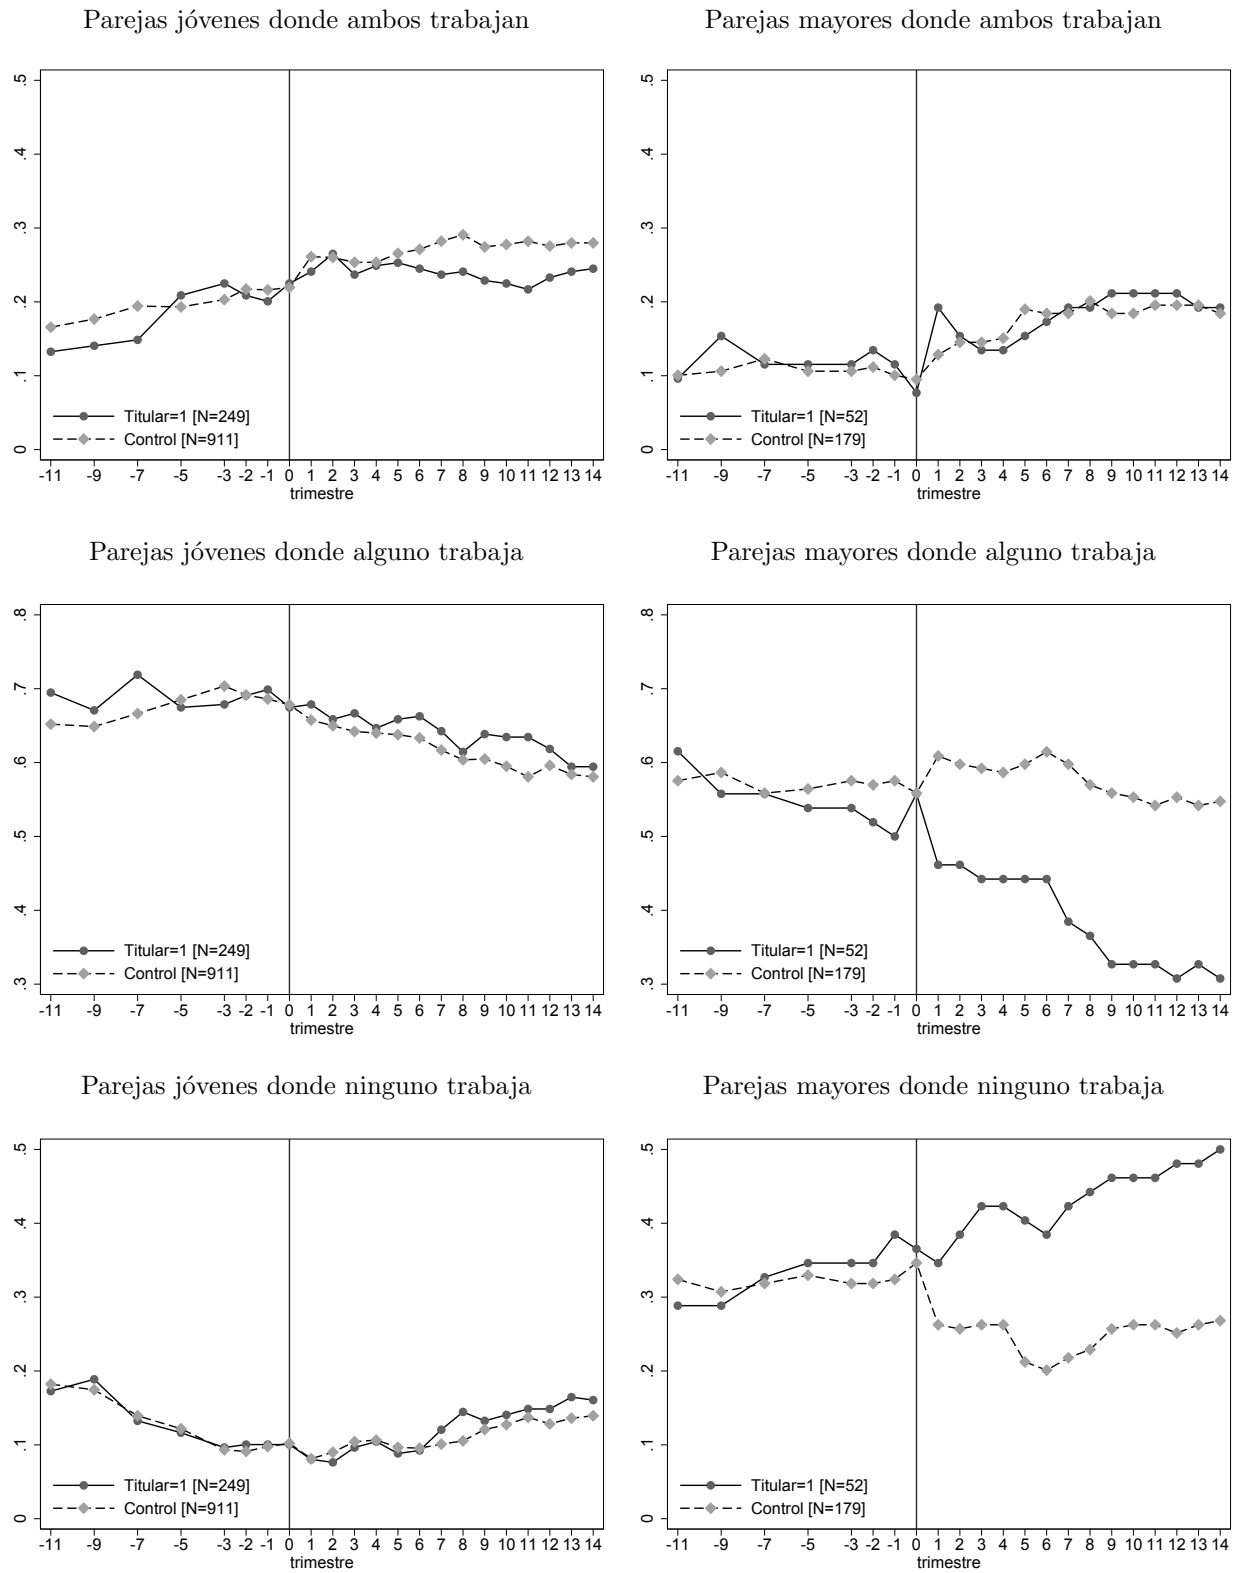 Parejas jóvenes donde ambos trabajan
.5
.4
.3
.2
.1
0
Titular=1 [N=249]
Control [N=911]
-11 -9 -7 -5 -3 -2 -1 0 1 2 3 4 5 6 7 8 9 10 11 12 13 14
trimestre
Parejas mayores donde ambos trabajan
.5
.4
.3
.2
.1
0
Titular=1 [N=52]
Control [N=179]
-11 -9 -7 -5 -3 -2 -1 0 1 2 3 4 5 6 7 8 9 10 11 12 13 14
trimestre
Parejas jóvenes donde alguno trabaja
.8
.7
.6
.5
.4
.3
Titular=1 [N=249]
Control [N=911]
-11 -9 -7 -5 -3 -2 -1 0 1 2 3 4 5 6 7 8 9 10 11 12 13 14
trimestre
Parejas mayores donde alguno trabaja
.8
.7
.6
.5
.4
.3
Titular=1 [N=52]
Control [N=179]
-11 -9 -7 -5 -3 -2 -1 0 1 2 3 4 5 6 7 8 9 10 11 12 13 14
trimestre
Parejas jóvenes donde ninguno trabaja
.5
.4
.3
.2
.1
0
Titular=1 [N=249]
Control [N=911]
-11 -9 -7 -5 -3 -2 -1 0 1 2 3 4 5 6 7 8 9 10 11 12 13 14
trimestre
Parejas mayores donde ninguno trabaja
.5
.4
.3
.2
.1
0
Titular=1 [N=52]
Control [N=179]
-11 -9 -7 -5 -3 -2 -1 0 1 2 3 4 5 6 7 8 9 10 11 12 13 14
trimestre